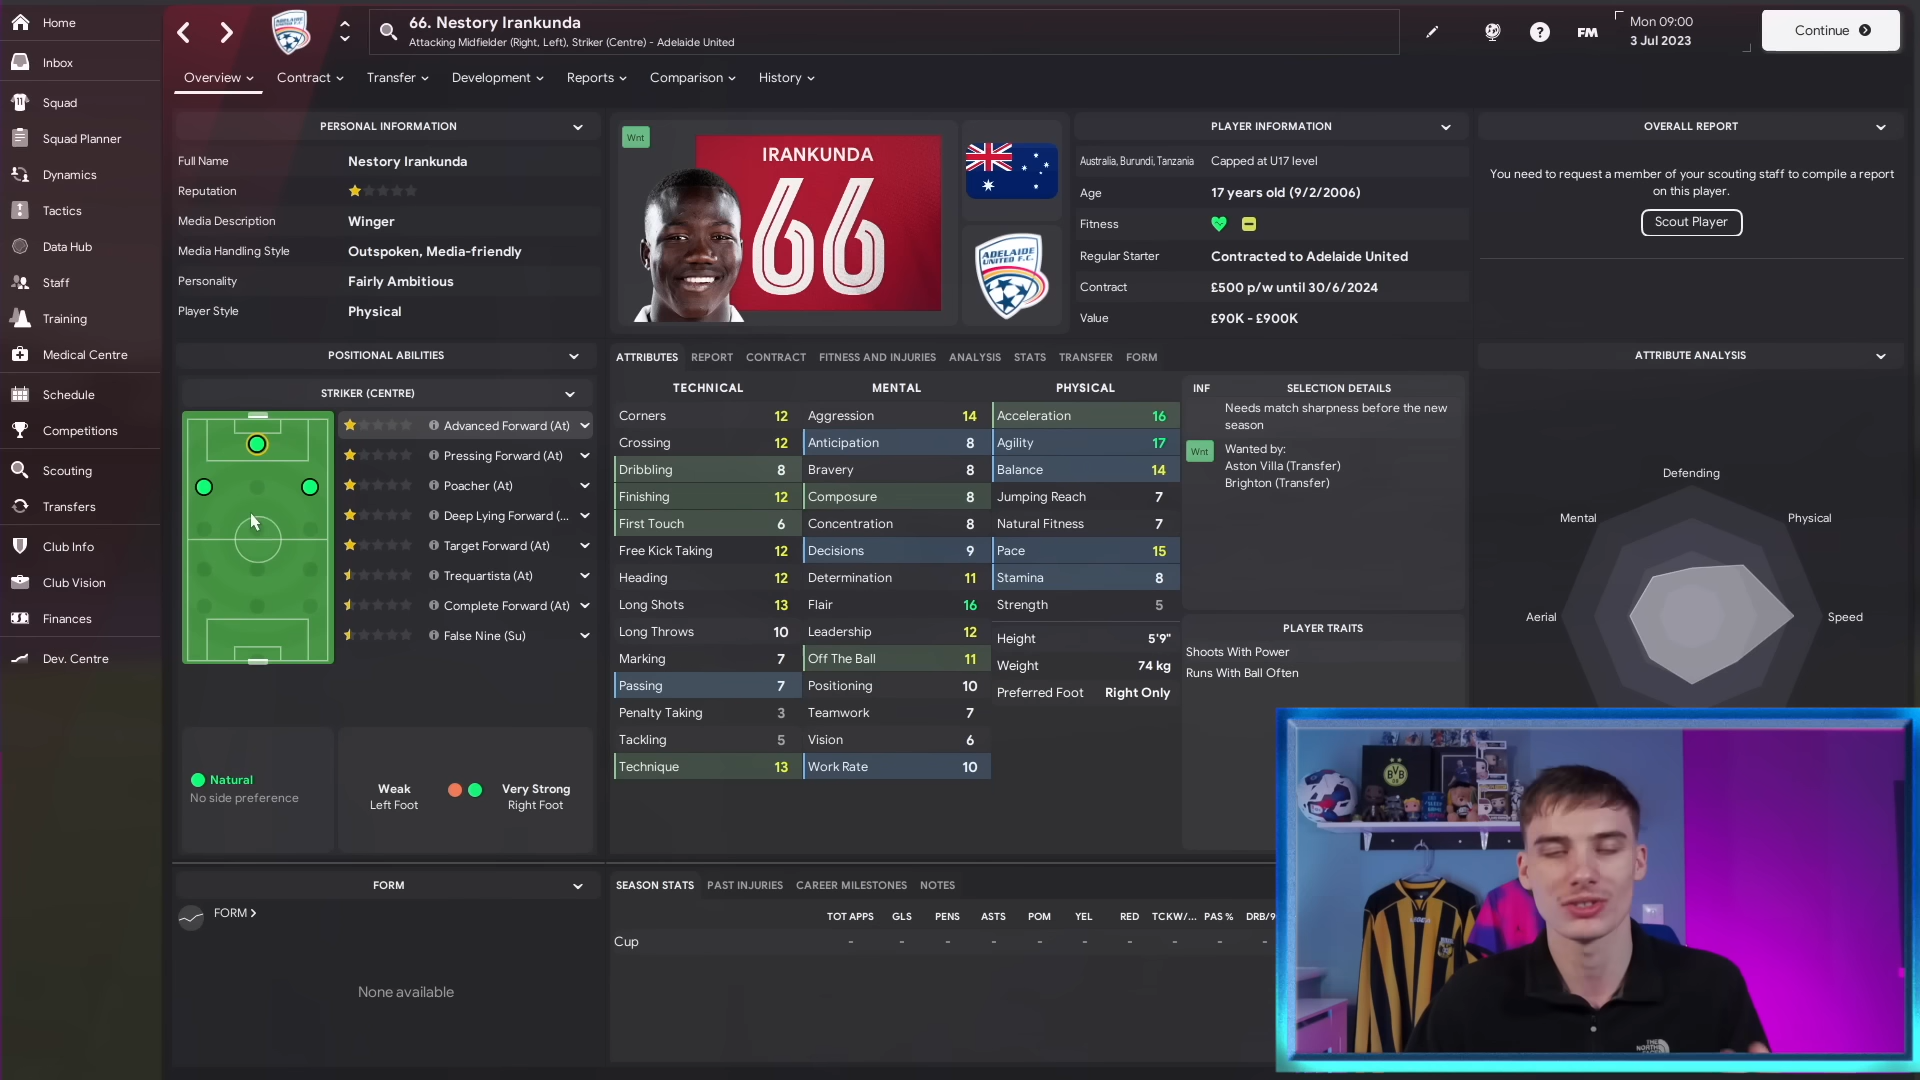 Home
Inbox
Squad
Squad Planner
Dynamics
Tactics
Data Hub
Staff
Training
Medical Centre
Schedule
Competitions
Scouting
Transfers
Club Info
Club Vision
Finances
Dev. Centre
66. Nestory Irankunda
Attacking Midfielder (Right, Left), Striker (Centre) - Adelaide United
FM
Mon 09:00
3 Jul 2023
Continue
Overview Contract Transfer Development Reports Comparison History
PERSONAL INFORMATION
Full Name Nestory Irankunda
Reputation
Media Description Winger
Media Handling Style Outspoken, Media-friendly
Personality Fairly Ambitious
Player Style Physical
Wnt
IRANKUNDA
66
ADELAIDE
UNITED F.C.
PLAYER INFORMATION
Australia, Burundi, Tanzania Capped at U17 level
Age 17 years old (9/2/2006)
Fitness
Regular Starter Contracted to Adelaide United
Contract £500 p/w until 30/6/2024
Value £90K - £900K
OVERALL REPORT
You need to request a member of your scouting staff to compile a report
on this player.
Scout Player
POSITIONAL ABILITIES
STRIKER (CENTRE)
Advanced Forward (At)
Pressing Forward (At)
Poacher (At)
Deep Lying Forward (...
Target Forward (At)
Trequartista (At)
Complete Forward (At)
False Nine (Su)
Natural
No side preference
Weak
Left Foot
Very Strong
Right Foot
ATTRIBUTES REPORT CONTRACT FITNESS AND INJURIES ANALYSIS STATS TRANSFER FORM
TECHNICAL
Corners 12
Crossing 12
Dribbling 8
Finishing 12
First Touch 6
Free Kick Taking 12
Heading 12
Long Shots 13
Long Throws 10
Marking 7
Passing 7
Penalty Taking 3
Tackling 5
Technique 13
MENTAL
Aggression 14
Anticipation 8
Bravery 8
Composure 8
Concentration 8
Decisions 9
Determination 11
Flair 16
Leadership 12
Off The Ball 11
Positioning 10
Teamwork 7
Vision 6
Work Rate 10
PHYSICAL
Acceleration 16
Agility 17
Balance 14
Jumping Reach 7
Natural Fitness 7
Pace 15
Stamina 8
Strength 5
Height 5'9"
Weight 74 kg
Preferred Foot Right Only
INF SELECTION DETAILS
Needs match sharpness before the new
season
Wnt
Wanted by:
Aston Villa (Transfer)
Brighton (Transfer)
PLAYER TRAITS
Shoots With Power
Runs With Ball Often
ATTRIBUTE ANALYSIS
Defending
Mental
Physical
Aerial
Speed
FORM
FORM
None available
SEASON STATS PAST INJURIES CAREER MILESTONES NOTES
TOT APPS GLS PENS ASTS POM YEL RED TCKW/... PAS % DRB/9
Cup - - - - - - - - - -
BVB
09
THE
NORTH
FACE